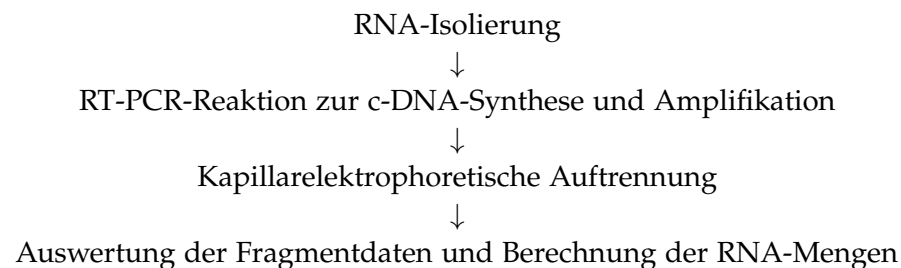 RNA-Isolierung
↓
RT-PCR-Reaktion zur c-DNA-Synthese und Amplifikation
↓
Kapillarelektrophoretische Auftrennung
↓
Auswertung der Fragmentdaten und Berechnung der RNA-Mengen